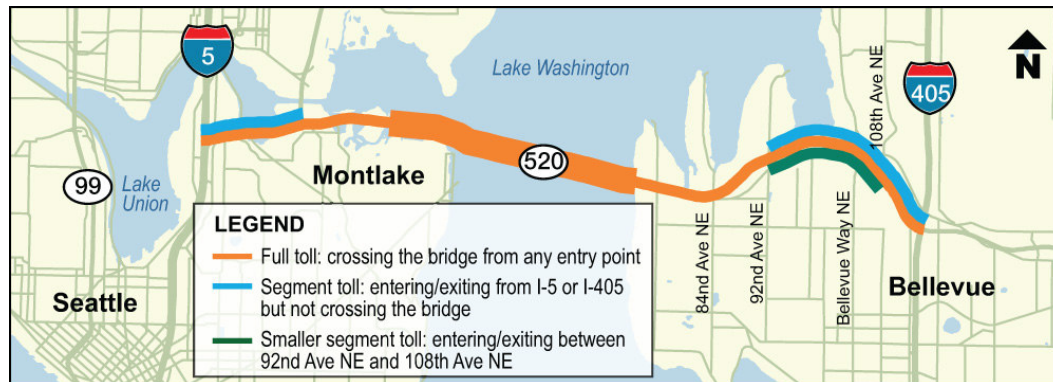 5
Lake Washington
108th Ave NE
405
N
99
Lake
Union
Montlake
520
Seattle
84nd Ave NE
92nd Ave NE
Bellevue Way NE
Bellevue
LEGEND
Full toll: crossing the bridge from any entry point
Segment toll: entering/exiting from I-5 or I-405
but not crossing the bridge
Smaller segment toll: entering/exiting between
92nd Ave NE and 108th Ave NE